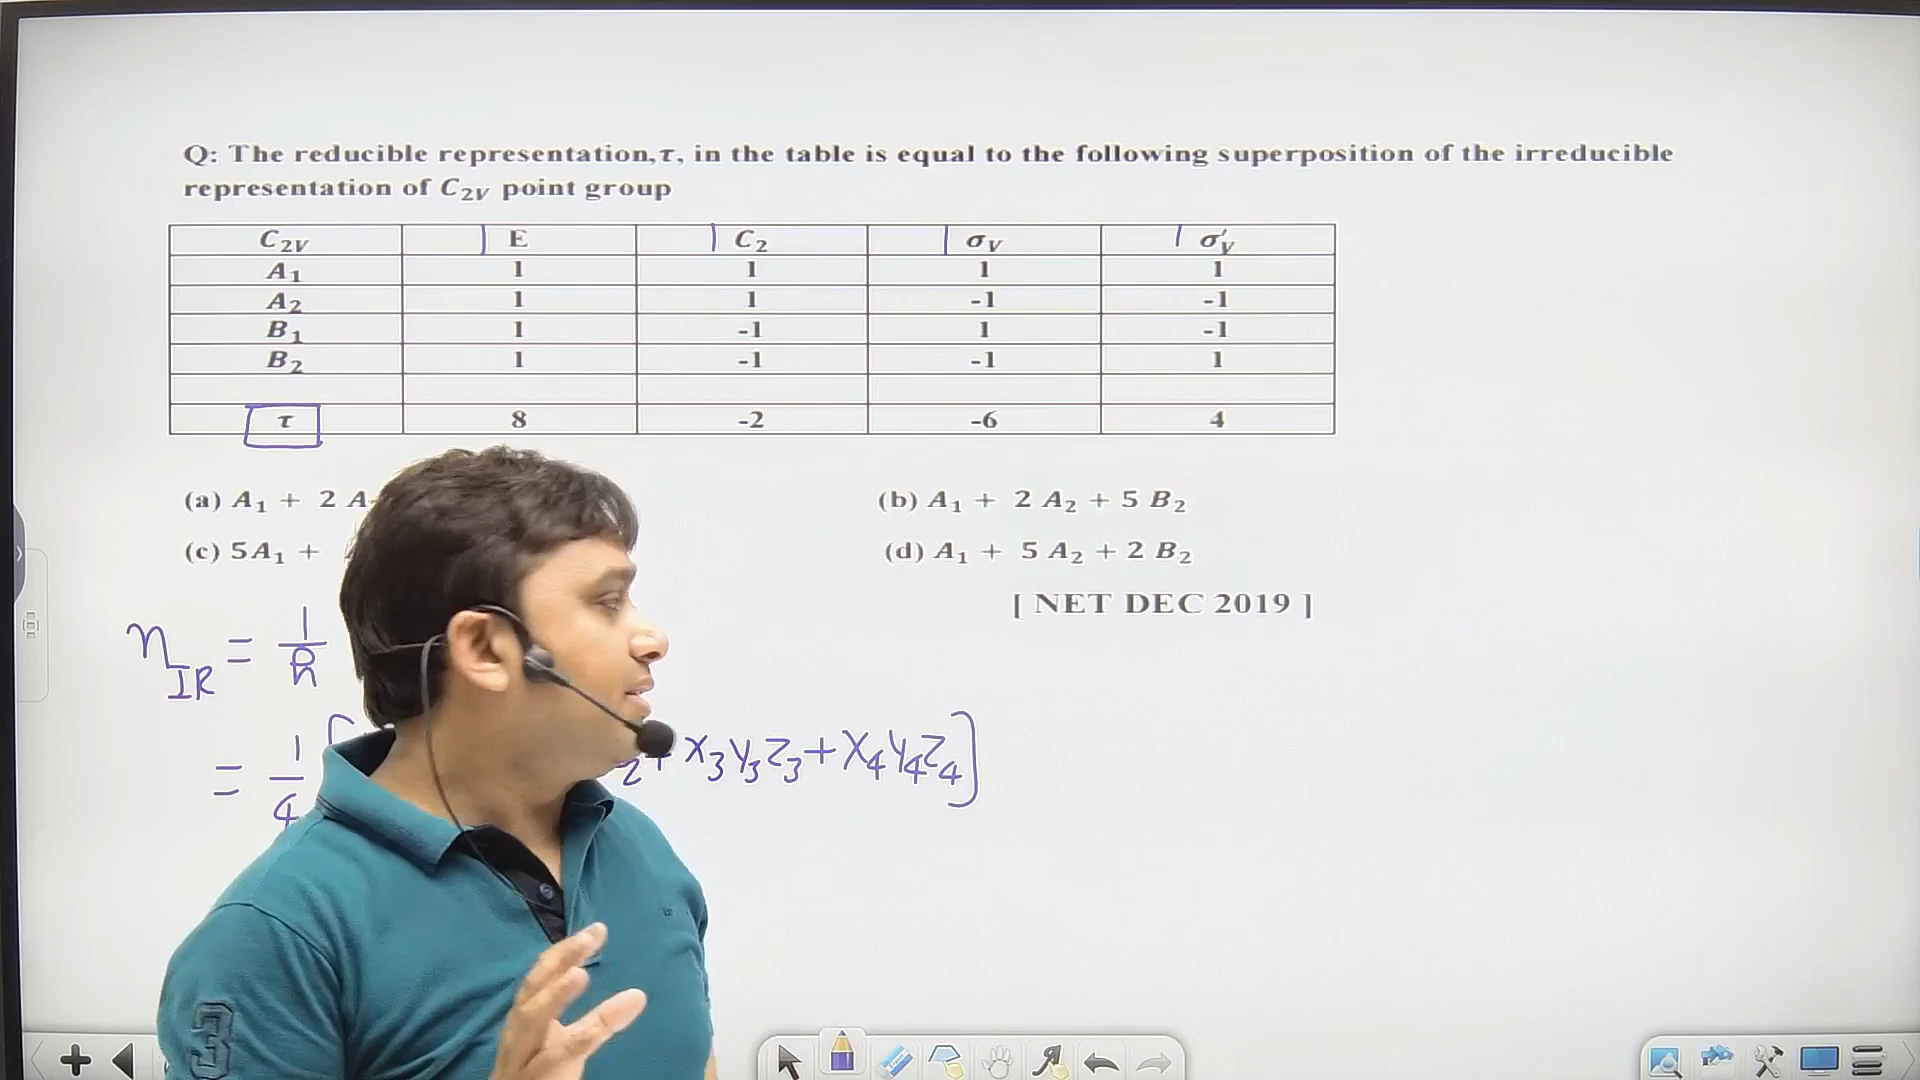 Q: The reducible representation,τ, in the table is equal to the following superposition of the irreducible
representation of C₂V point group
C₂V | E | C₂ | σV | σ′V
A₁ 1 1 1 1
A₂ 1 1 -1 -1
B₁ 1 -1 1 -1
B₂ 1 -1 -1 1
τ 8 -2 -6 4
(a) A₁ + 2 A (b) A₁ + 2 A₂ + 5 B₂
(c) 5A₁ + (d) A₁ + 5 A₂ + 2 B₂
[ NET DEC 2019 ]
n_IR = 1/h
= 1/4 [ 2 + x₃y₃z₃ + x₄y₄z₄ ]
3